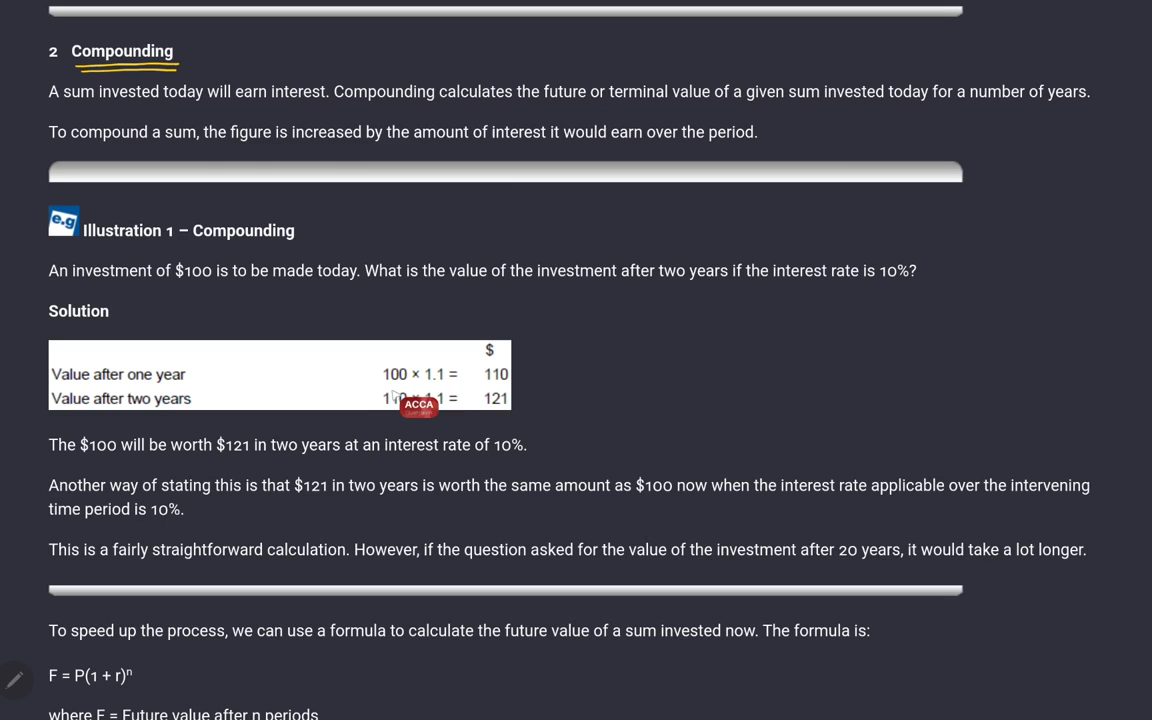 2 Compounding
A sum invested today will earn interest. Compounding calculates the future or terminal value of a given sum invested today for a number of years.
To compound a sum, the figure is increased by the amount of interest it would earn over the period.
e.g Illustration 1 – Compounding
An investment of $100 is to be made today. What is the value of the investment after two years if the interest rate is 10%?
Solution
$
Value after one year 100 × 1.1 = 110
Value after two years = 121
ACCA
The $100 will be worth $121 in two years at an interest rate of 10%.
Another way of stating this is that $121 in two years is worth the same amount as $100 now when the interest rate applicable over the intervening
time period is 10%.
This is a fairly straightforward calculation. However, if the question asked for the value of the investment after 20 years, it would take a lot longer.
To speed up the process, we can use a formula to calculate the future value of a sum invested now. The formula is:
F = P(1 + r)ⁿ
where F = Future value after n periods